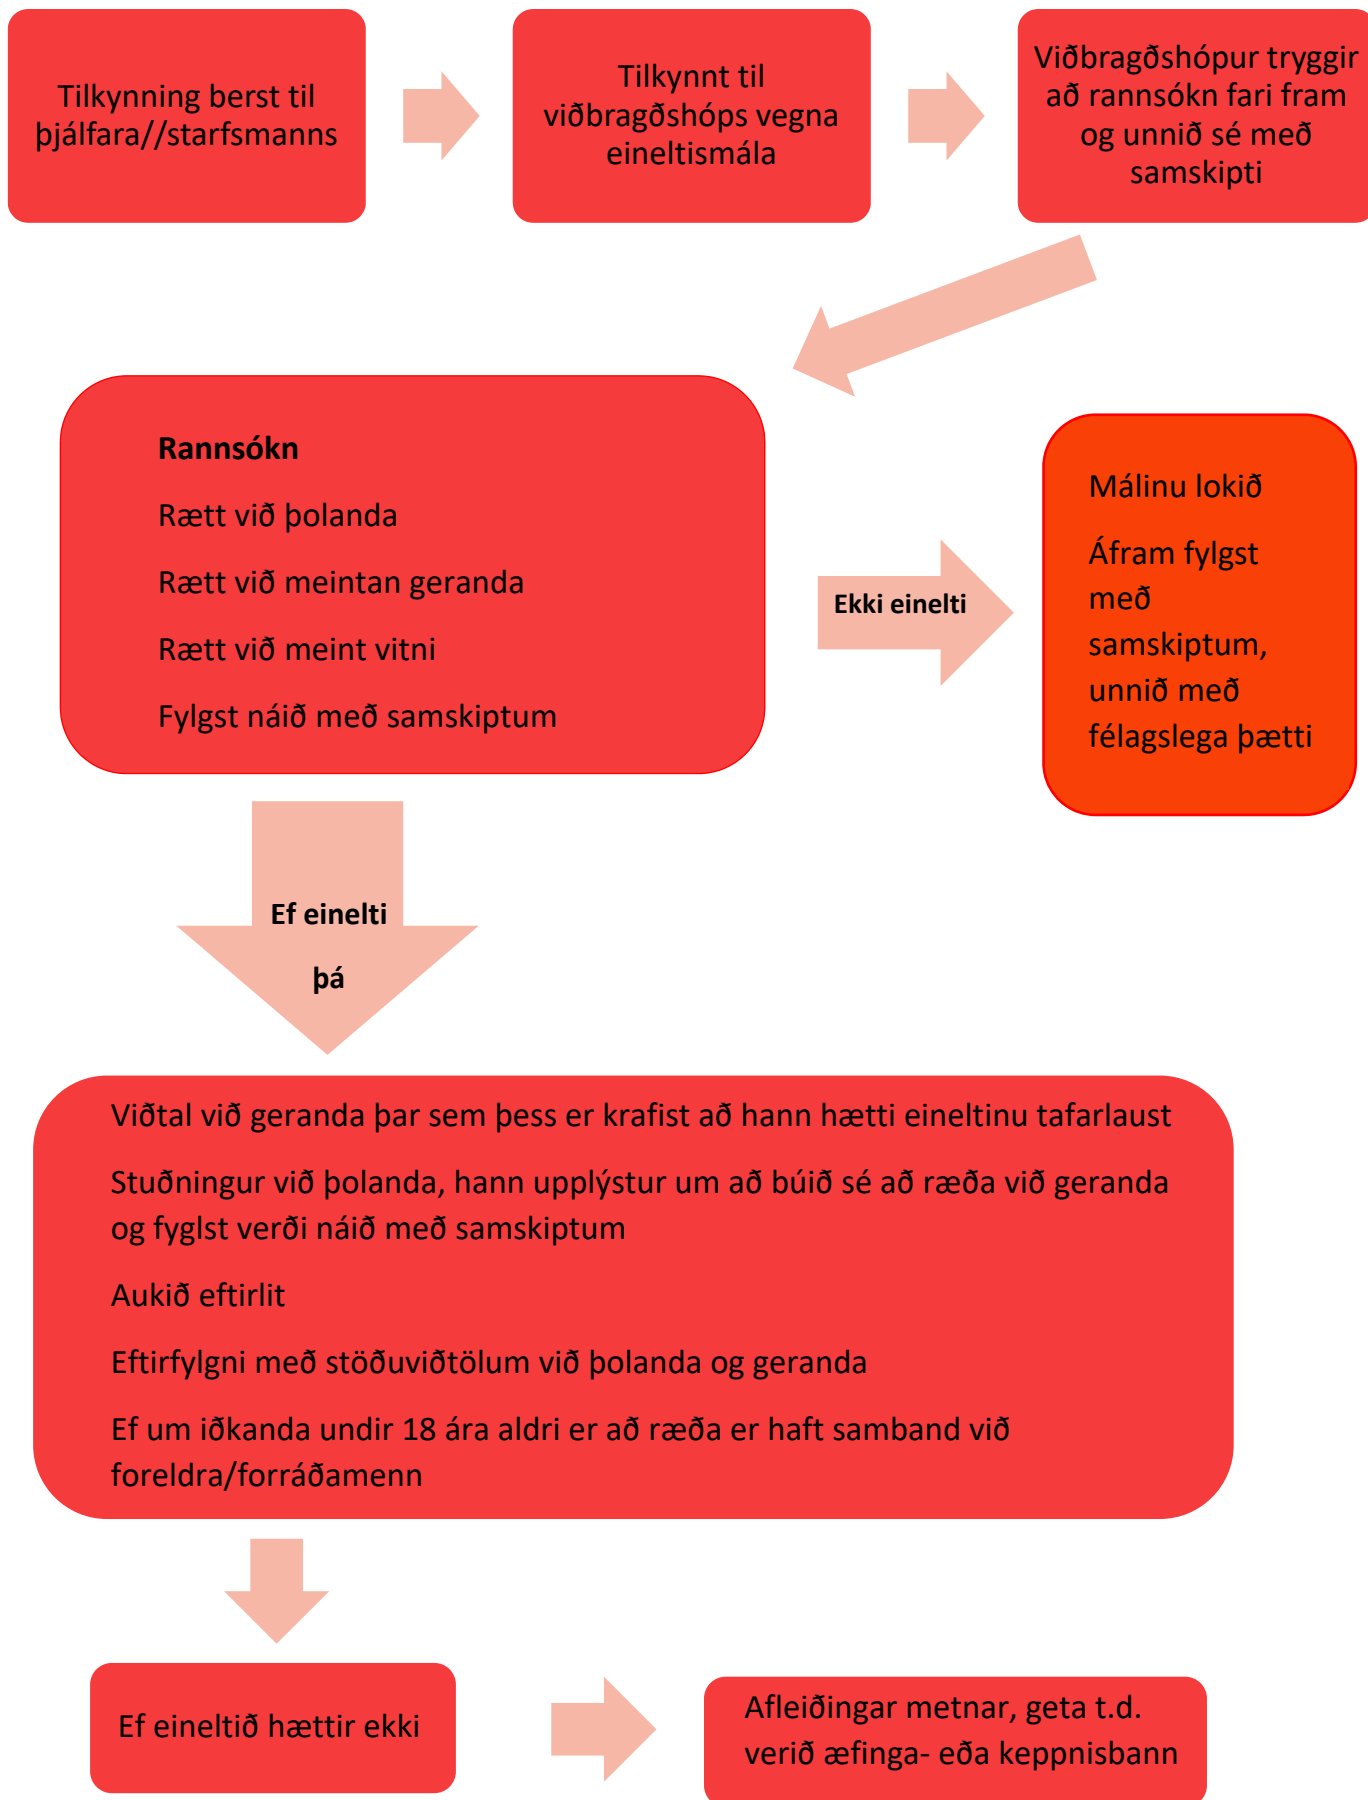 Tilkynning berst til
þjálfara//starfsmanns
Tilkynnt til
viðbragðshóps vegna
eineltismála
Viðbragðshópur tryggir
að rannsókn fari fram
og unnið sé með
samskipti
Rannsókn
Rætt við þolanda
Rætt við meintan geranda
Rætt við meint vitni
Fylgst náið með samskiptum
Ekki einelti
Málinu lokið
Áfram fylgst
með
samskiptum,
unnið með
félagslega þætti
Ef einelti
þá
Viðtal við geranda þar sem þess er krafist að hann hætti eineltinu tafarlaust
Stuðningur við þolanda, hann upplýstur um að búið sé að ræða við geranda
og fyglst verði náið með samskiptum
Aukið eftirlit
Eftirfylgni með stöðuviðtölum við þolanda og geranda
Ef um iðkanda undir 18 ára aldri er að ræða er haft samband við
foreldra/forráðamenn
Ef eineltið hættir ekki
Afleiðingar metnar, geta t.d.
verið æfinga- eða keppnisbann